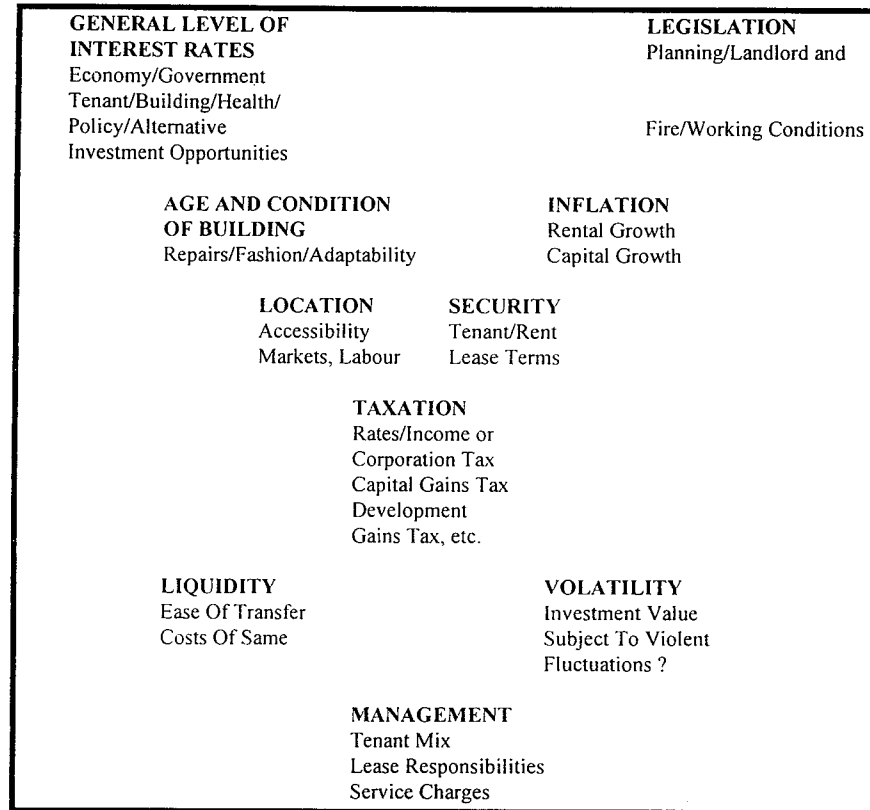 GENERAL LEVEL OF
INTEREST RATES
Economy/Government
Tenant/Building/Health/
Policy/Alternative
Investment Opportunities
LEGISLATION
Planning/Landlord and
Fire/Working Conditions
AGE AND CONDITION
OF BUILDING
Repairs/Fashion/Adaptability
INFLATION
Rental Growth
Capital Growth
LOCATION
Accessibility
Markets, Labour
SECURITY
Tenant/Rent
Lease Terms
TAXATION
Rates/Income or
Corporation Tax
Capital Gains Tax
Development
Gains Tax, etc.
LIQUIDITY
Ease Of Transfer
Costs Of Same
VOLATILITY
Investment Value
Subject To Violent
Fluctuations ?
MANAGEMENT
Tenant Mix
Lease Responsibilities
Service Charges